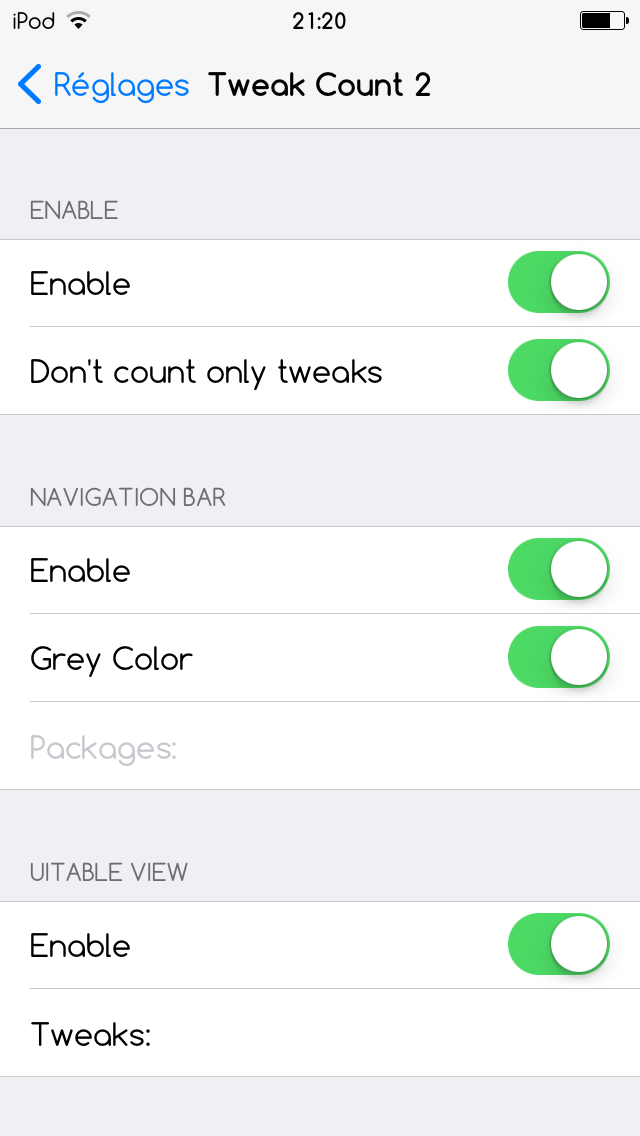 iPod 21:20
Réglages Tweak Count 2
ENABLE
Enable
Don't count only tweaks
NAVIGATION BAR
Enable
Grey Color
Packages:
UITABLE VIEW
Enable
Tweaks: